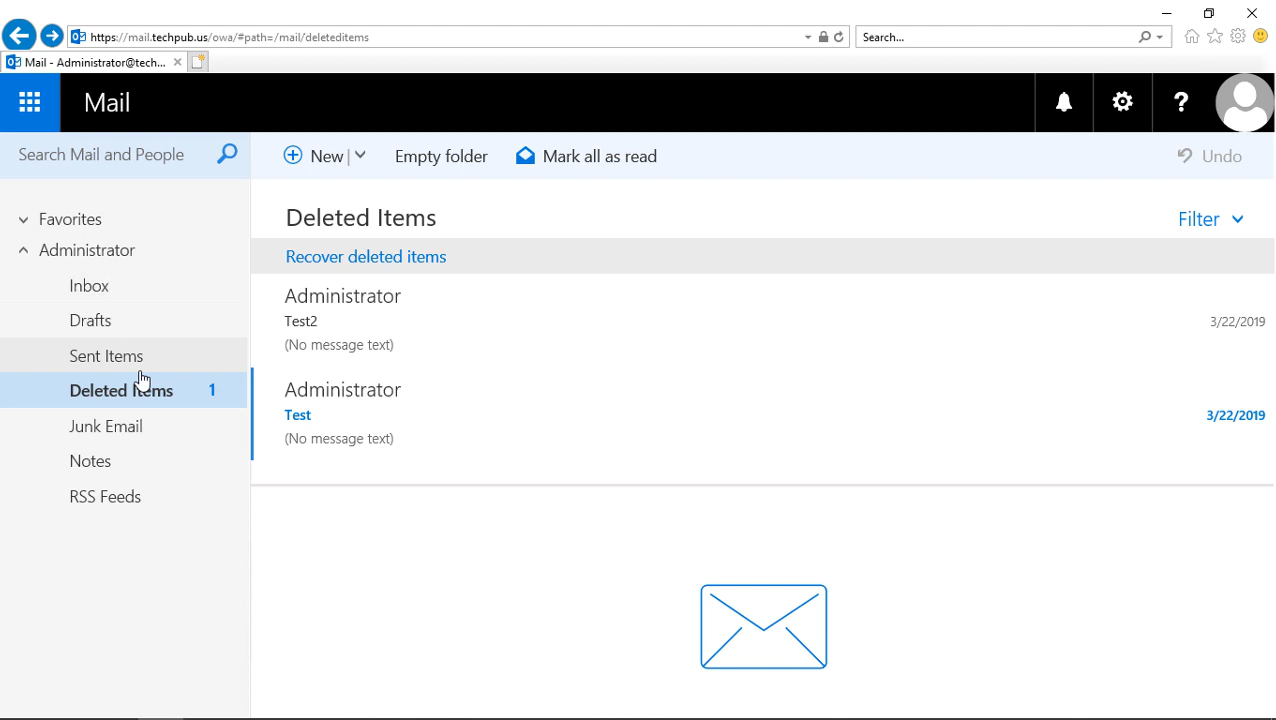 https://mail.techpub.us/owa/#path=/mail/deleteditems
Search...
Mail - Administrator@tech...
Mail
?
Search Mail and People
New
Empty folder
Mark all as read
Undo
Favorites
Administrator
Inbox
Drafts
Sent Items
Deleted Items 1
Junk Email
Notes
RSS Feeds
Deleted Items
Filter
Recover deleted items
Administrator
Test2
3/22/2019
(No message text)
Administrator
Test
3/22/2019
(No message text)